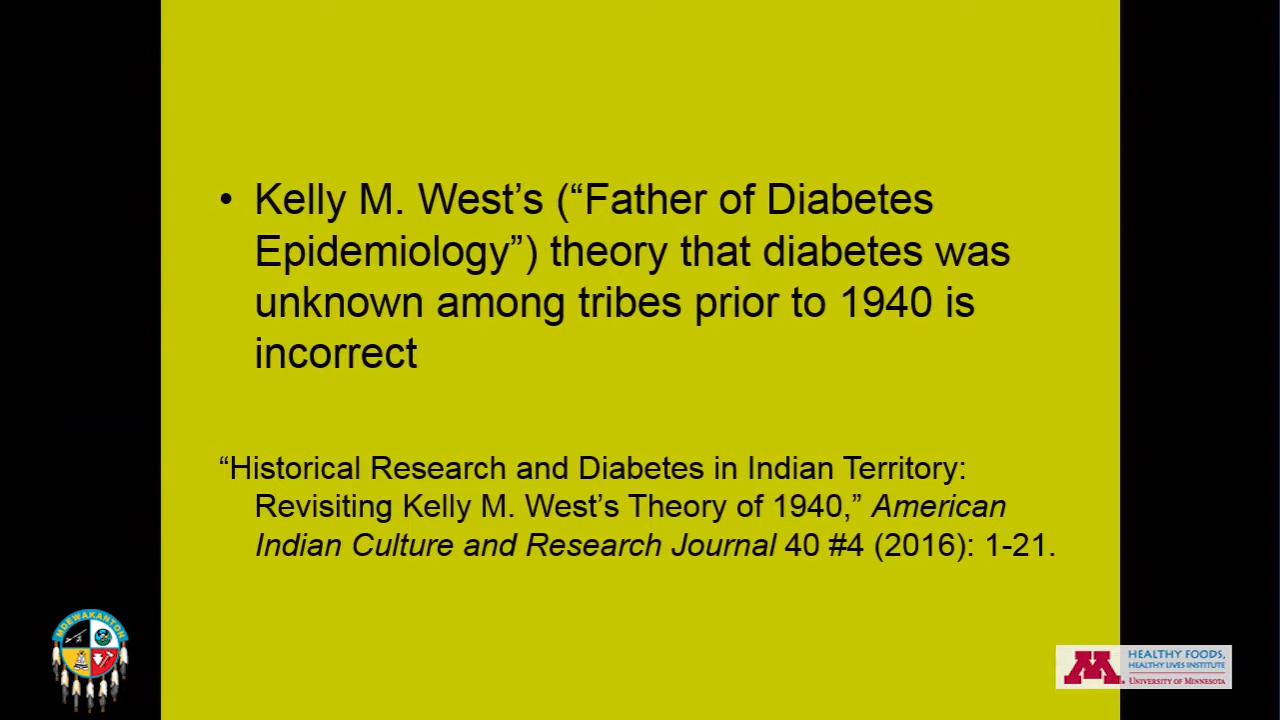 • Kelly M. West’s (“Father of Diabetes
Epidemiology”) theory that diabetes was
unknown among tribes prior to 1940 is
incorrect
“Historical Research and Diabetes in Indian Territory:
Revisiting Kelly M. West’s Theory of 1940,” American
Indian Culture and Research Journal 40 #4 (2016): 1-21.
MDEWAKANTON
M.
HEALTHY FOODS,
HEALTHY LIVES INSTITUTE
UNIVERSITY OF MINNESOTA